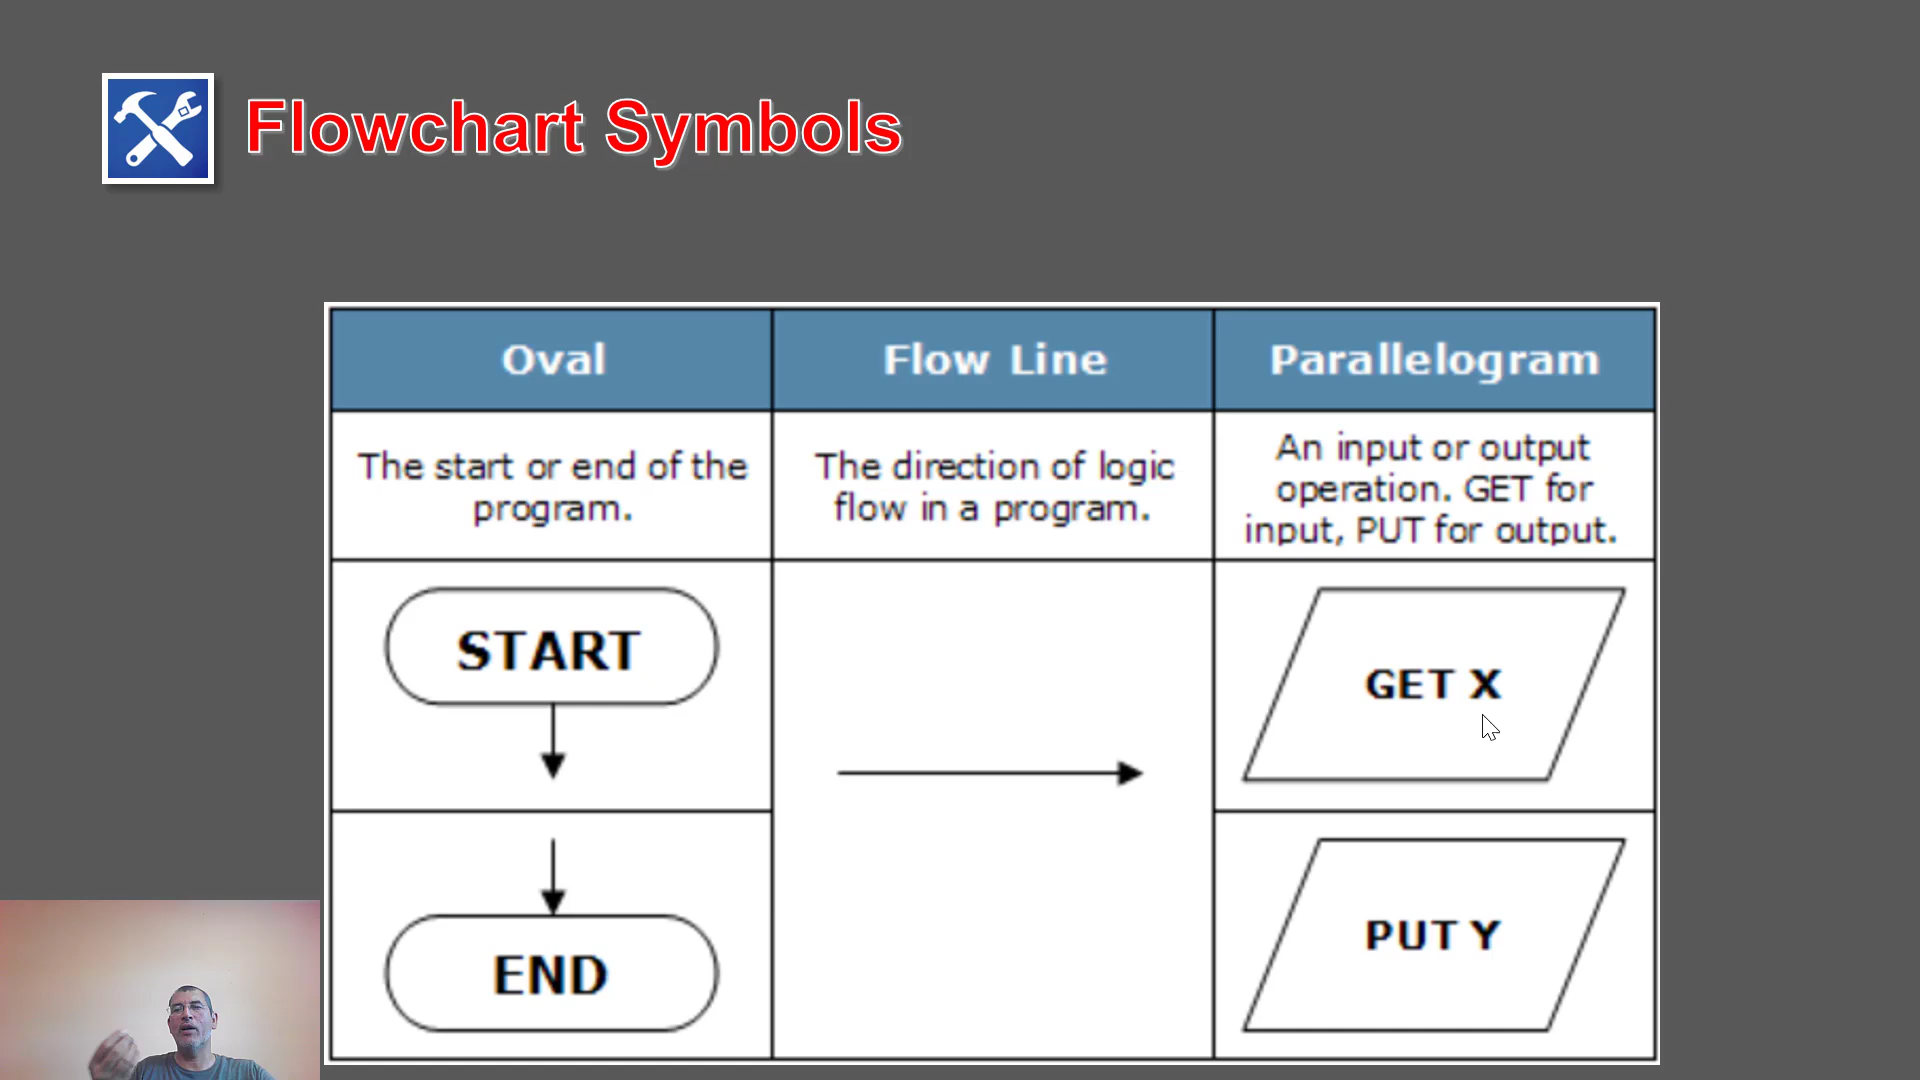 Flowchart Symbols
Oval
Flow Line
Parallelogram
The start or end of the
program.
The direction of logic
flow in a program.
An input or output
operation. GET for
input, PUT for output.
START
GET X
END
PUT Y